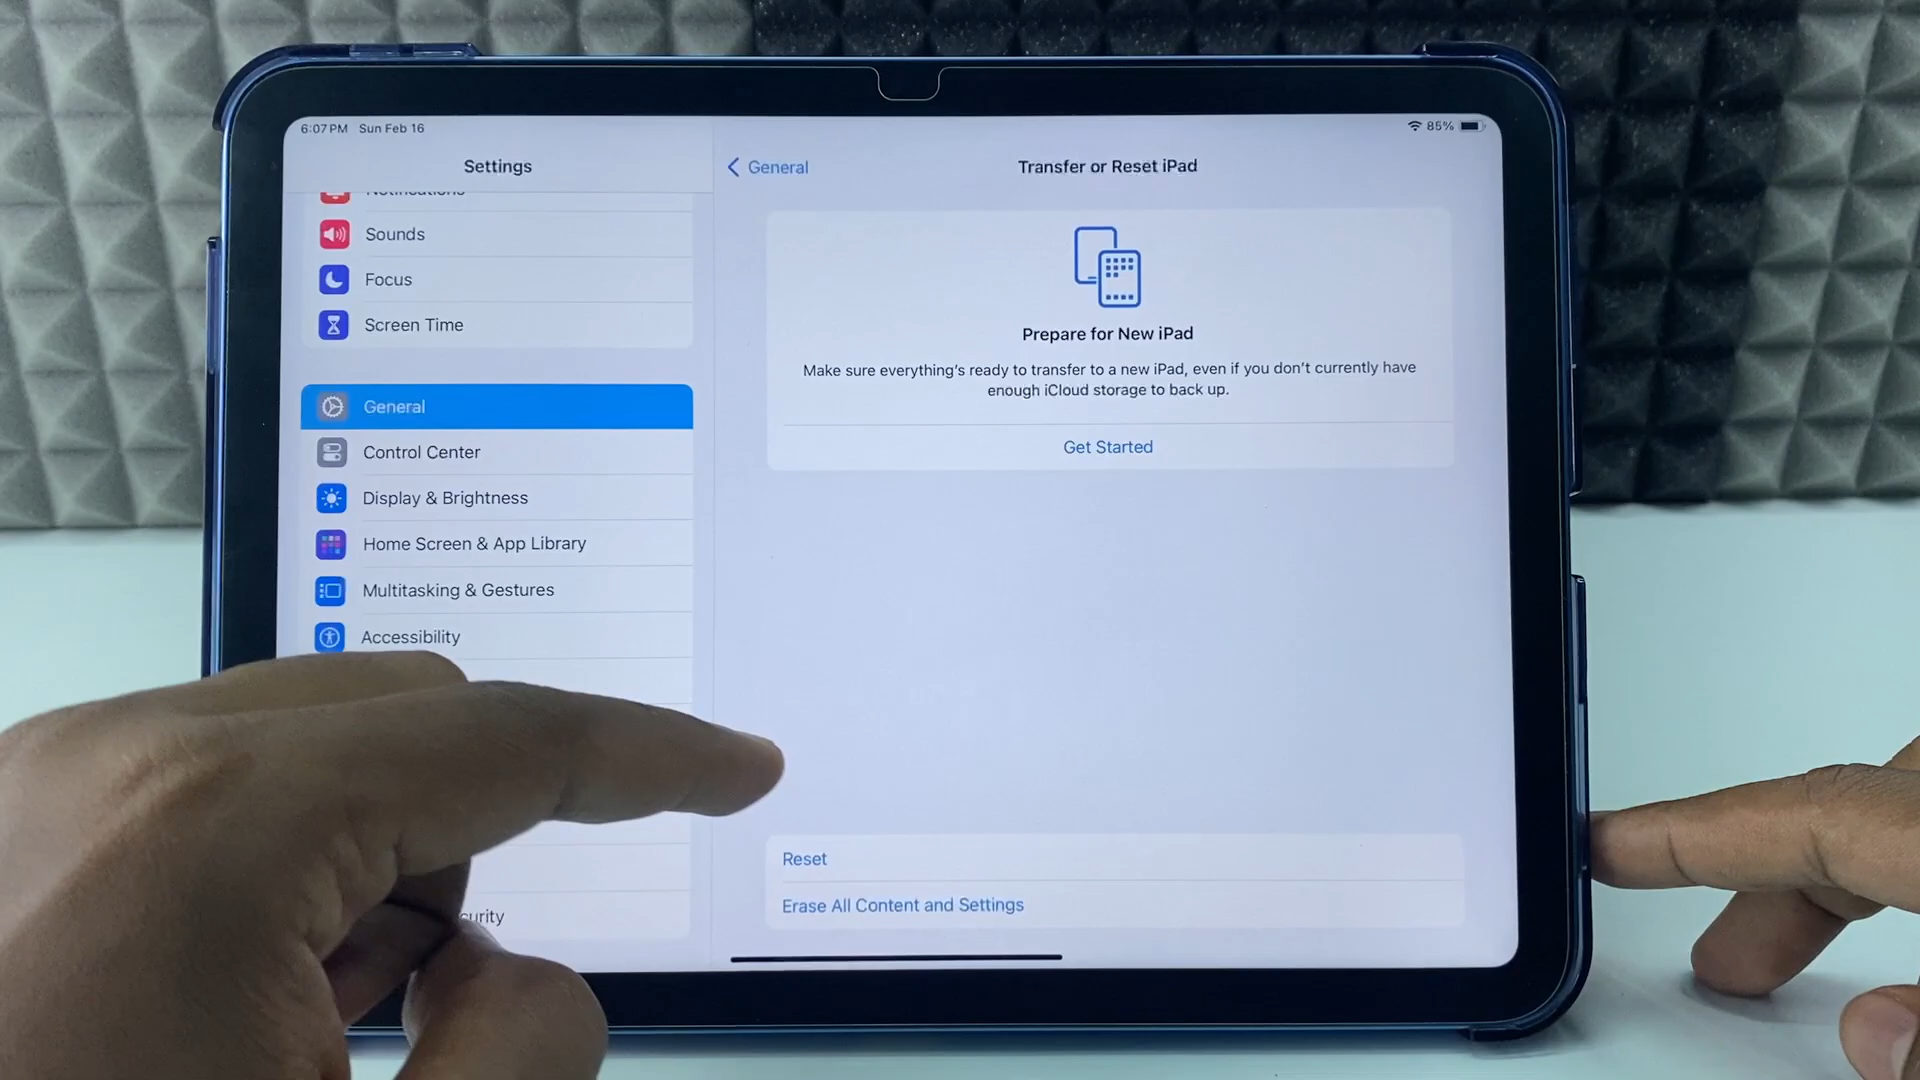 6:07 PM Sun Feb 16
85%
Settings
Notifications
Sounds
Focus
Screen Time
General
Control Center
Display & Brightness
Home Screen & App Library
Multitasking & Gestures
Accessibility
curity
General
Transfer or Reset iPad
Prepare for New iPad
Make sure everything's ready to transfer to a new iPad, even if you don't currently have
enough iCloud storage to back up.
Get Started
Reset
Erase All Content and Settings